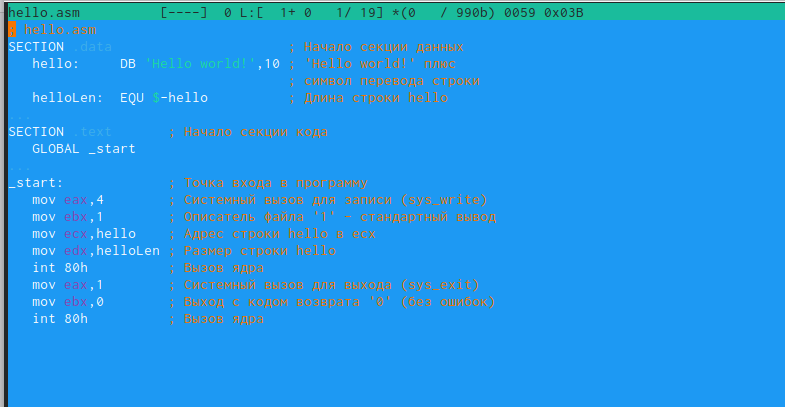 hello.asm [----] 0 L:[ 1+ 0 1/ 19] *(0 / 990b) 0059 0x03B
; hello.asm
SECTION .data ; Начало секции данных
hello: DB 'Hello world!',10 ; 'Hello world!' плюс
; символ перевода строки
helloLen: EQU $-hello ; Длина строки hello
...
SECTION .text ; Начало секции кода
GLOBAL _start
...
_start: ; Точка входа в программу
mov eax,4 ; Системный вызов для записи (sys_write)
mov ebx,1 ; Описатель файла '1' - стандартный вывод
mov ecx,hello ; Адрес строки hello в ecx
mov edx,helloLen ; Размер строки hello
int 80h ; Вызов ядра
mov eax,1 ; Системный вызов для выхода (sys_exit)
mov ebx,0 ; Выход с кодом возврата '0' (без ошибок)
int 80h ; Вызов ядра